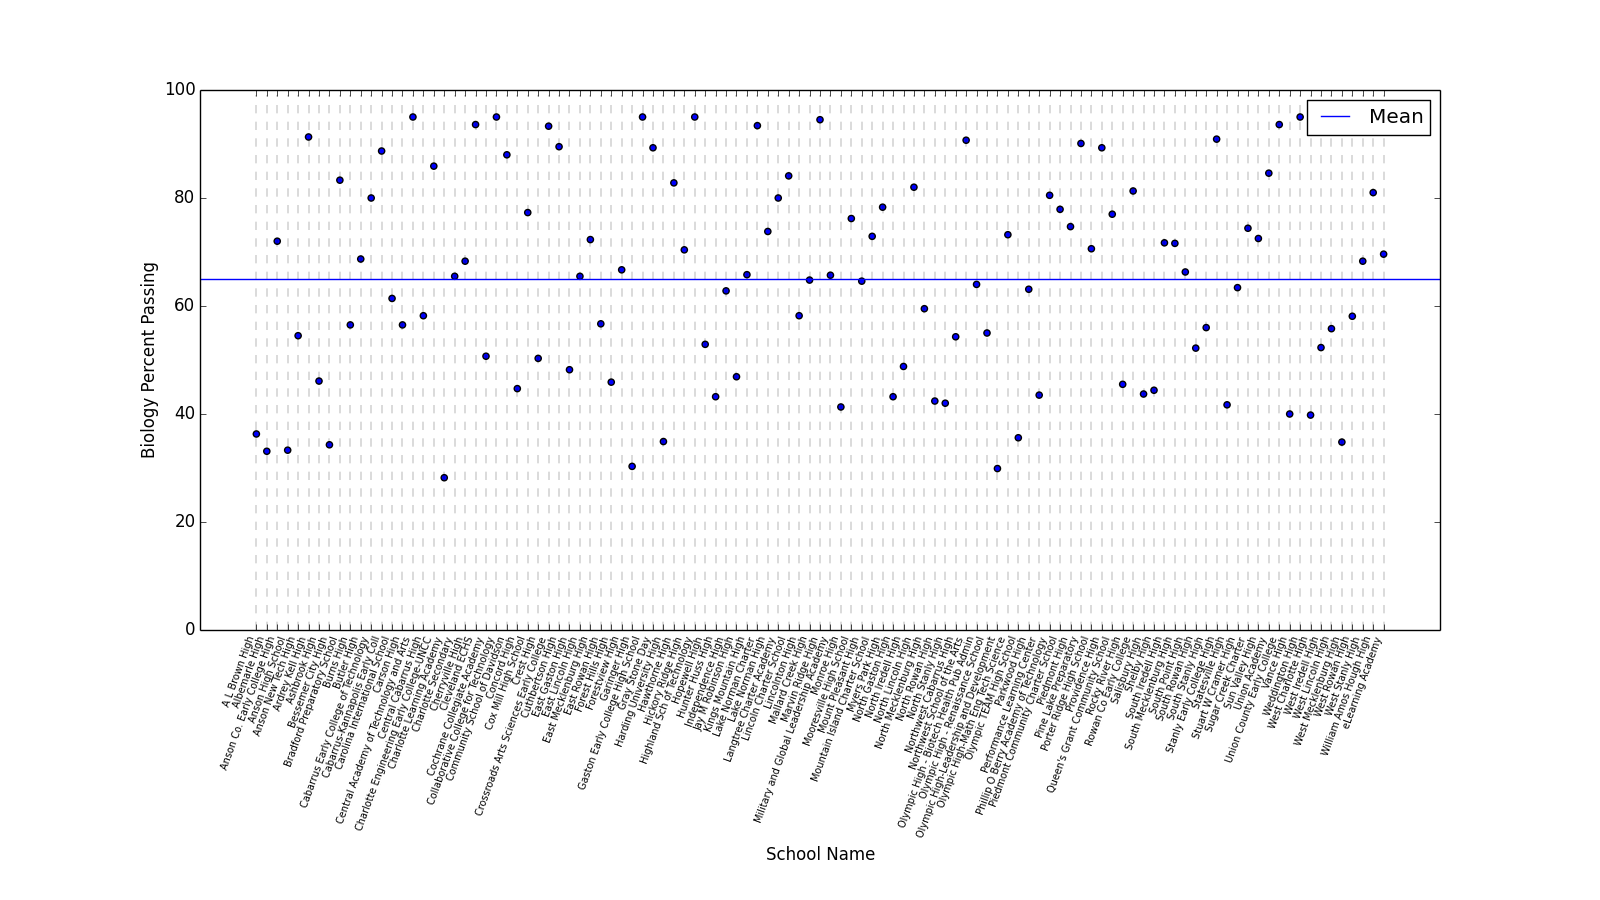 100
80
60
40
20
0
Biology Percent Passing
Mean
A.L. Brown High
Albemarle High
Anson Co. Early College High
Anson High School
Anson New Tech High
Ardrey Kell High
Ashbrook High
Bessemer City High
Bradford Preparatory School
Burns High
Butler High
Cabarrus Early College of Technology
Cabarrus-Kannapolis Early Coll
Carolina International School
Carson High
Central Academy of Technology and Arts
Central Cabarrus High
Charlotte Engineering Early College-UNCC
Charlotte Learning Academy
Charlotte Secondary
Cherryville High
Cleveland ECHS
Cochrane Collegiate Academy
Collaborative College for Technology
Community School of Davidson
Concord High
Cox Mill High School
Crest High
Crossroads Arts Sciences Early College
Cuthbertson High
East Gaston High
East Lincoln High
East Mecklenburg High
East Rowan High
Forest Hills High
Forestview High
Garinger High
Gaston Early College High School
Gray Stone Day
Harding University High
Hawthorne High
Hickory Ridge High
Highland Sch of Technology
Hopewell High
Hunter Huss High
Independence High
Jay M Robinson High
Kings Mountain High
Lake Norman Charter
Lake Norman High
Langtree Charter Academy
Lincoln Charter School
Lincolnton High
Mallard Creek High
Marvin Ridge High
Military and Global Leadership Academy
Monroe High
Mooresville High School
Mount Pleasant High
Mountain Island Charter School
Myers Park High
North Gaston High
North Iredell High
North Lincoln High
North Mecklenburg High
North Rowan High
North Stanly High
Northwest Cabarrus High
Northwest School of the Arts
Olympic High - Biotech Health Pub Admin
Olympic High - Renaissance School
Olympic High-Leadership and Development
Olympic High-Math Eng Tech Science
Olympic TEAM High School
Parkwood High
Performance Learning Center
Phillip O Berry Academy of Technology
Piedmont Community Charter School
Piedmont High
Pine Lake Preparatory
Porter Ridge High School
Providence High
Queen's Grant Community School
Rocky River High
Rowan Co Early College
Salisbury High
Shelby High
South Iredell High
South Mecklenburg High
South Point High
South Rowan High
South Stanly High
Stanly Early College High
Statesville High
Stuart W Cramer High
Sugar Creek Charter
Sun Valley High
Union Academy
Union County Early College
Vance High
Weddington High
West Charlotte High
West Iredell High
West Lincoln High
West Mecklenburg High
West Rowan High
West Stanly High
William Amos Hough High
eLearning Academy
School Name